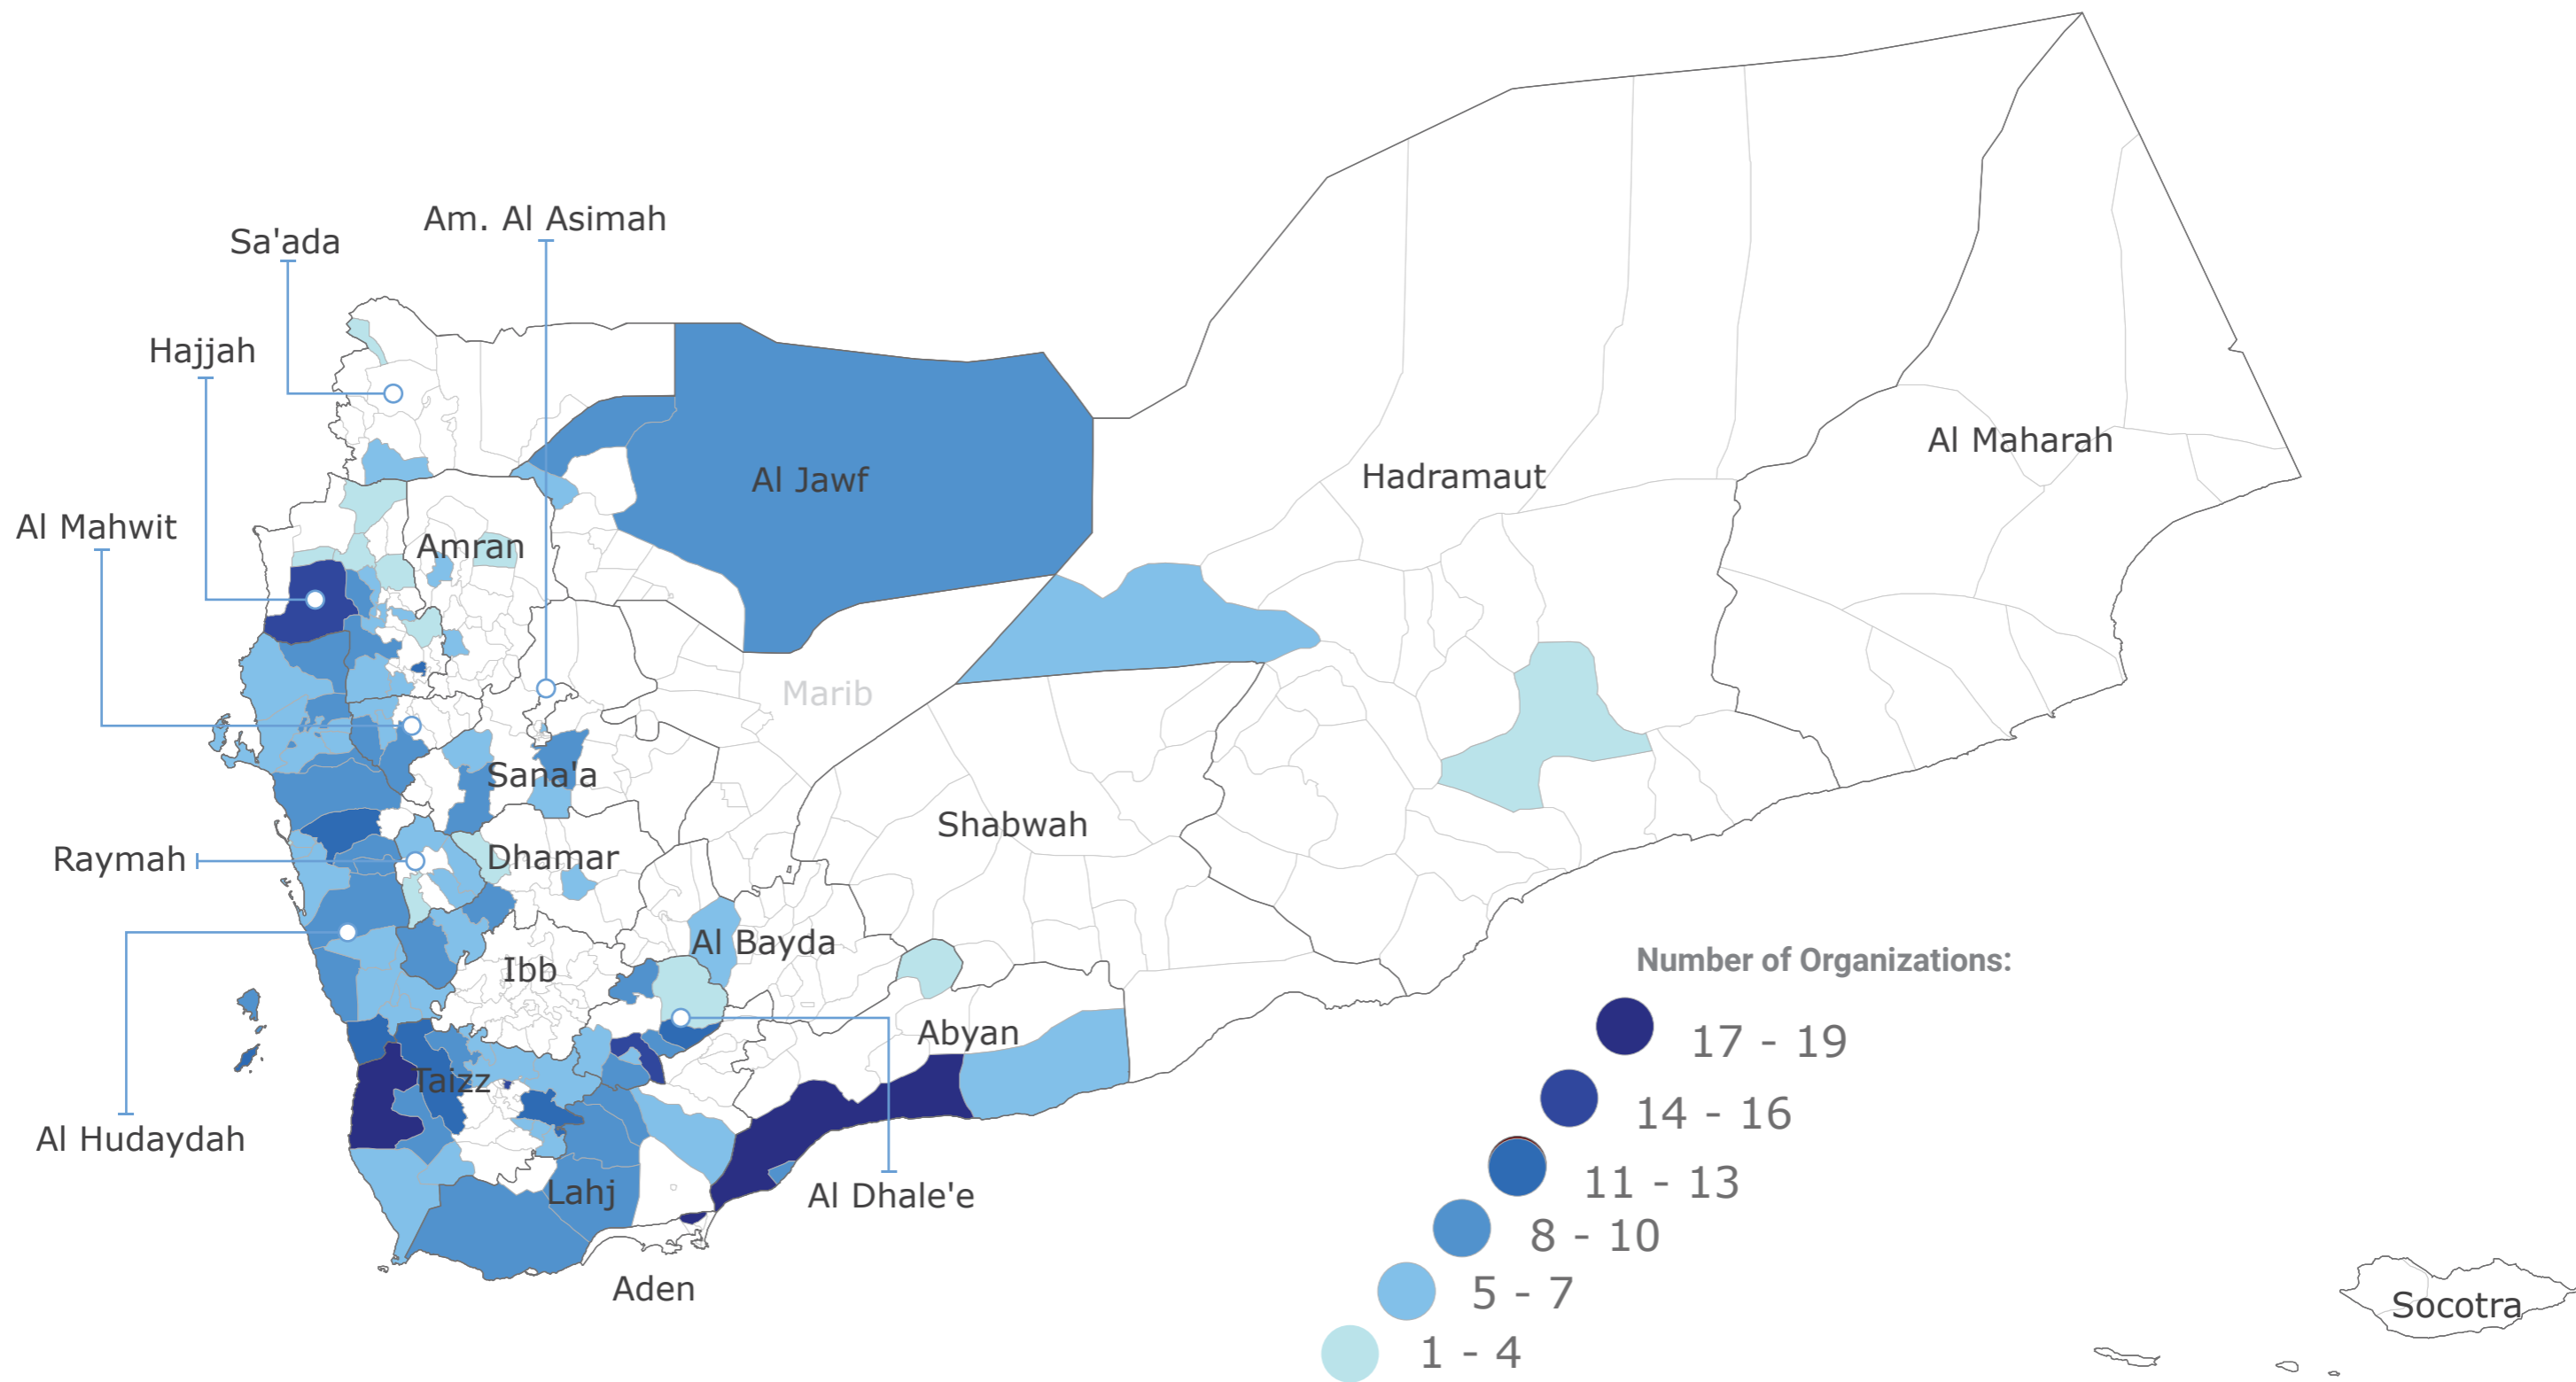 Am. Al Asimah
Sa'ada
Hajjah
Al Maharah
Hadramaut
Al Jawf
Al Mahwit
Amran
Marib
Sana'a
Shabwah
Raymah
Dhamar
Al Bayda
Ibb
Number of Organizations:
Abyan
17 - 19
Taizz
14 - 16
Al Hudaydah
11 - 13
Lahj
Al Dhale'e
8 - 10
Aden
5 - 7
Socotra
1 - 4